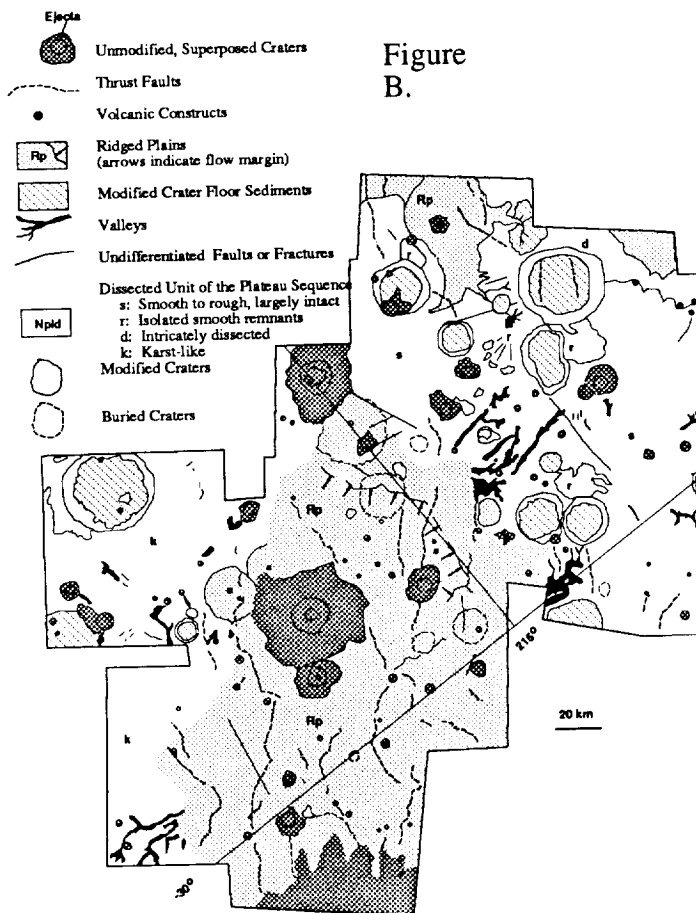 Figure
B.
Ejecta
Unmodified, Superposed Craters
Thrust Faults
Volcanic Constructs
Rp
Ridged Plains
(arrows indicate flow margin)
Modified Crater Floor Sediments
Valleys
Undifferentiated Faults or Fractures
Dissected Unit of the Plateau Sequence
Npld
s: Smooth to rough, largely intact
r: Isolated smooth remnants
d: Intricately dissected
k: Karst-like
Modified Craters
Buried Craters
Rp
d
r
r
r
s
r
Rp
k
215°
20 km
Rp
k
-30°